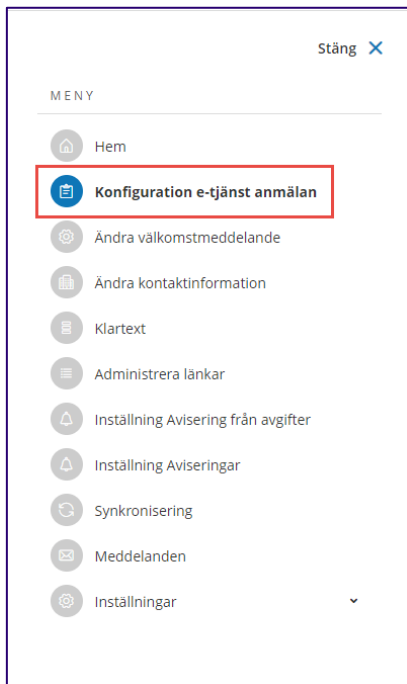 Stäng
MENY
Hem
Konfiguration e-tjänst anmälan
Ändra välkomstmeddelande
Ändra kontaktinformation
Klartext
Administrera länkar
Inställning Avisering från avgifter
Inställning Aviseringar
Synkronisering
Meddelanden
Inställningar